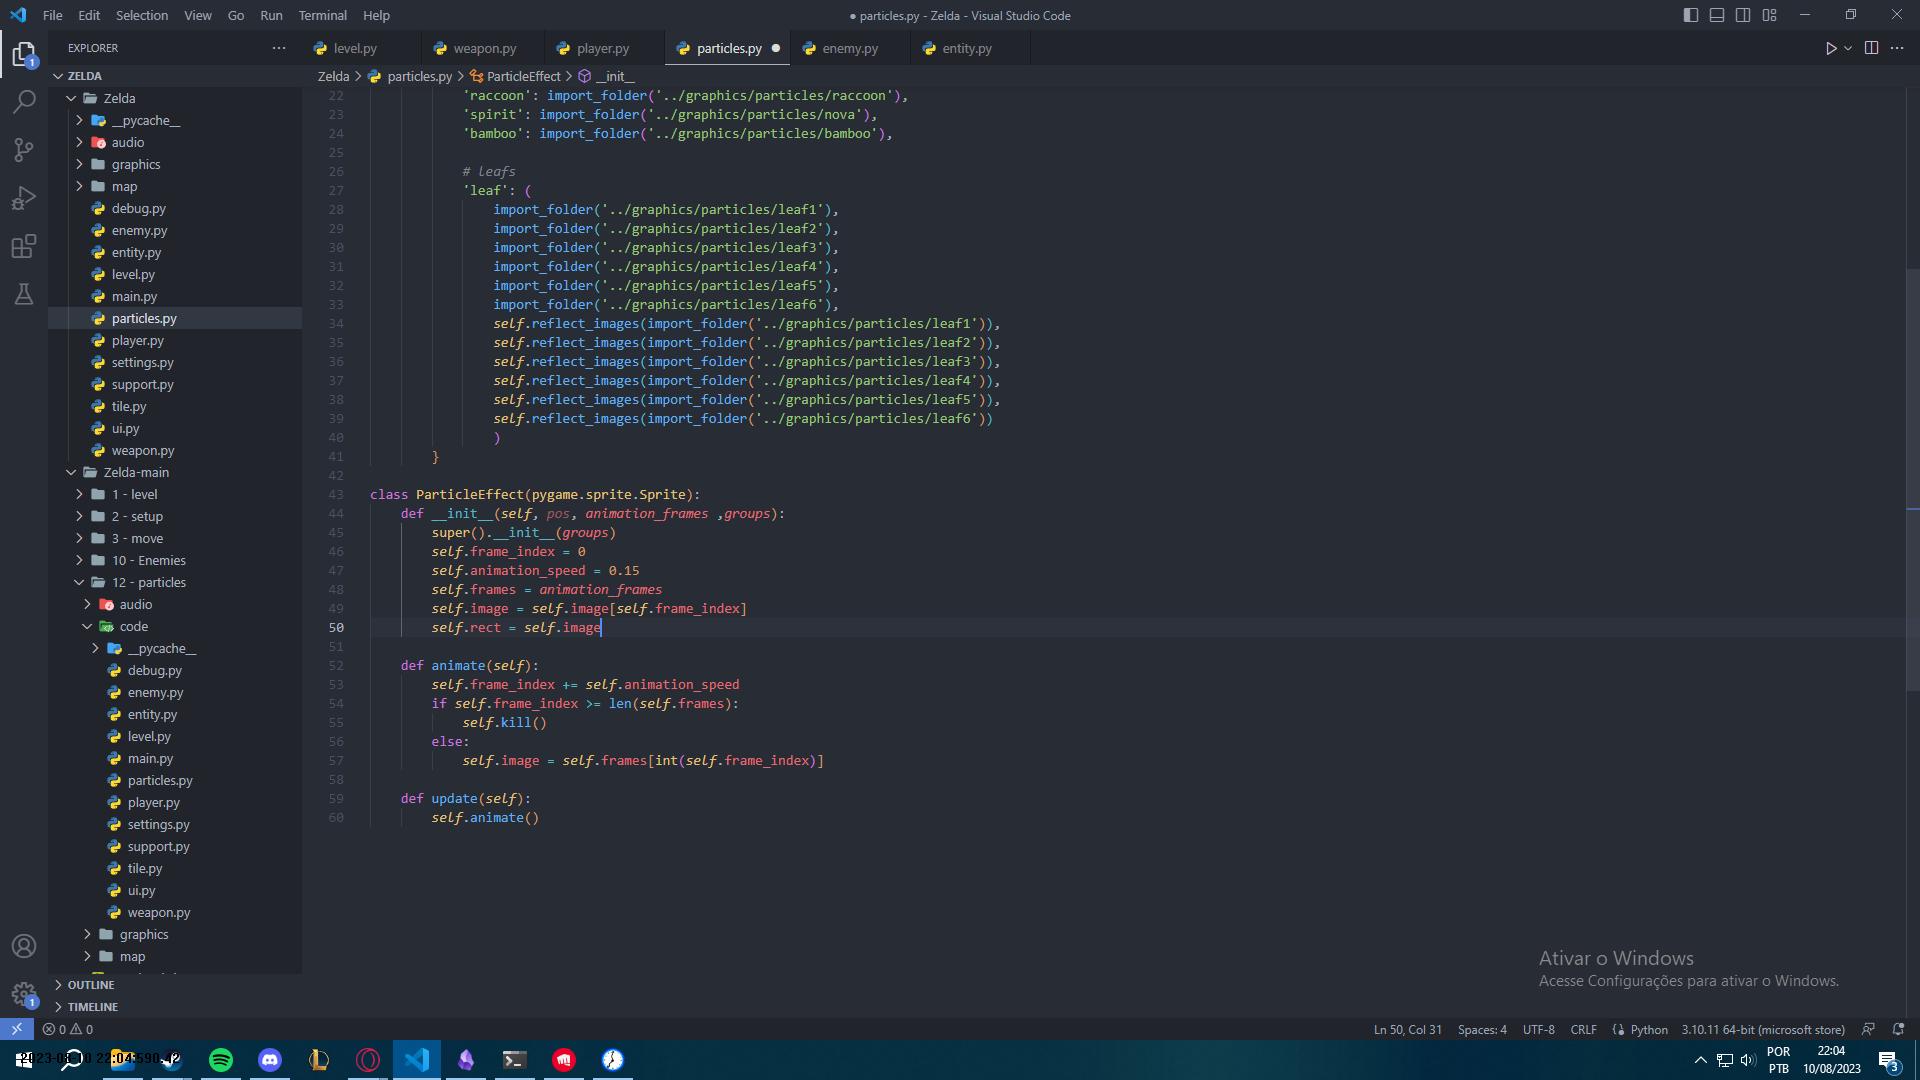 File Edit Selection View Go Run Terminal Help
● particles.py - Zelda - Visual Studio Code
EXPLORER
ZELDA
Zelda
__pycache__
audio
graphics
map
debug.py
enemy.py
entity.py
level.py
main.py
particles.py
player.py
settings.py
support.py
tile.py
ui.py
weapon.py
Zelda-main
1 - level
2 - setup
3 - move
10 - Enemies
12 - particles
audio
code
__pycache__
debug.py
enemy.py
entity.py
level.py
main.py
particles.py
player.py
settings.py
support.py
tile.py
ui.py
weapon.py
graphics
map
OUTLINE
TIMELINE
level.py weapon.py player.py particles.py ● enemy.py entity.py
Zelda > particles.py > ParticleEffect > __init__
22 'raccoon': import_folder('../graphics/particles/raccoon'),
23 'spirit': import_folder('../graphics/particles/nova'),
24 'bamboo': import_folder('../graphics/particles/bamboo'),
25
26 # leafs
27 'leaf': (
28 import_folder('../graphics/particles/leaf1'),
29 import_folder('../graphics/particles/leaf2'),
30 import_folder('../graphics/particles/leaf3'),
31 import_folder('../graphics/particles/leaf4'),
32 import_folder('../graphics/particles/leaf5'),
33 import_folder('../graphics/particles/leaf6'),
34 self.reflect_images(import_folder('../graphics/particles/leaf1')),
35 self.reflect_images(import_folder('../graphics/particles/leaf2')),
36 self.reflect_images(import_folder('../graphics/particles/leaf3')),
37 self.reflect_images(import_folder('../graphics/particles/leaf4')),
38 self.reflect_images(import_folder('../graphics/particles/leaf5')),
39 self.reflect_images(import_folder('../graphics/particles/leaf6'))
40 )
41 }
42
43 class ParticleEffect(pygame.sprite.Sprite):
44 def __init__(self, pos, animation_frames ,groups):
45 super().__init__(groups)
46 self.frame_index = 0
47 self.animation_speed = 0.15
48 self.frames = animation_frames
49 self.image = self.image[self.frame_index]
50 self.rect = self.image
51
52 def animate(self):
53 self.frame_index += self.animation_speed
54 if self.frame_index >= len(self.frames):
55 self.kill()
56 else:
57 self.image = self.frames[int(self.frame_index)]
58
59 def update(self):
60 self.animate()
Ativar o Windows
Acesse Configurações para ativar o Windows.
1
1
0 0
Ln 50, Col 31 Spaces: 4 UTF-8 CRLF Python 3.10.11 64-bit (microsoft store)
POR
PTB
22:04
10/08/2023
3